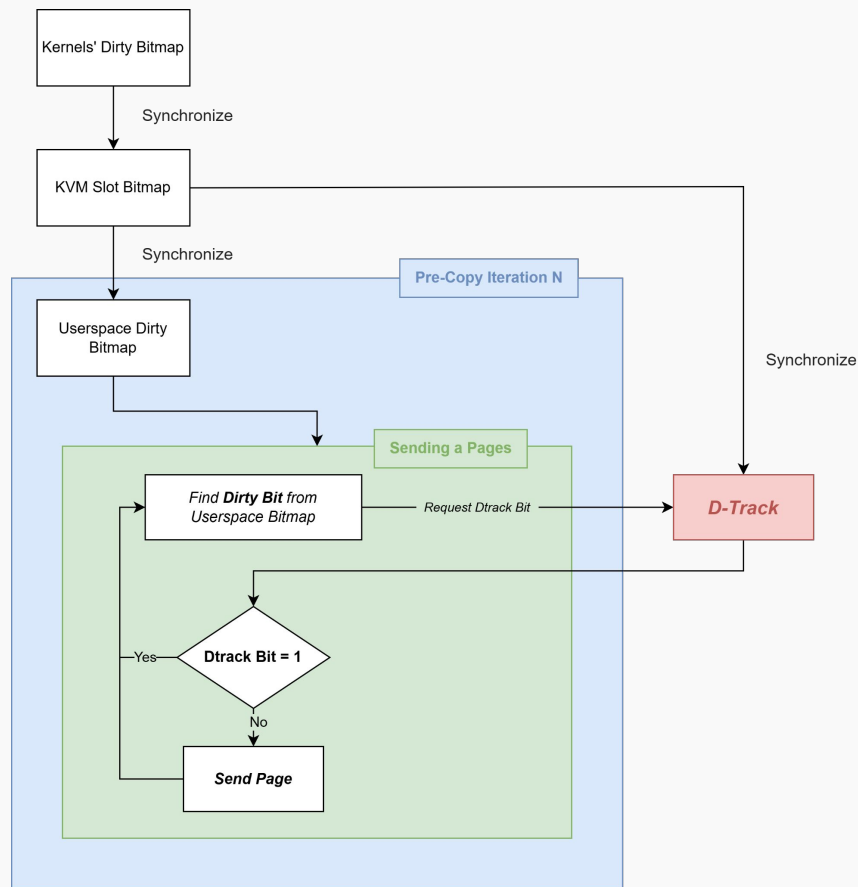 Kernels' Dirty Bitmap
Synchronize
KVM Slot Bitmap
Synchronize
Pre-Copy Iteration N
Userspace Dirty
Bitmap
Synchronize
Sending a Pages
Find Dirty Bit from
Userspace Bitmap
Request Dtrack Bit
D-Track
Dtrack Bit = 1
Yes
No
Send Page